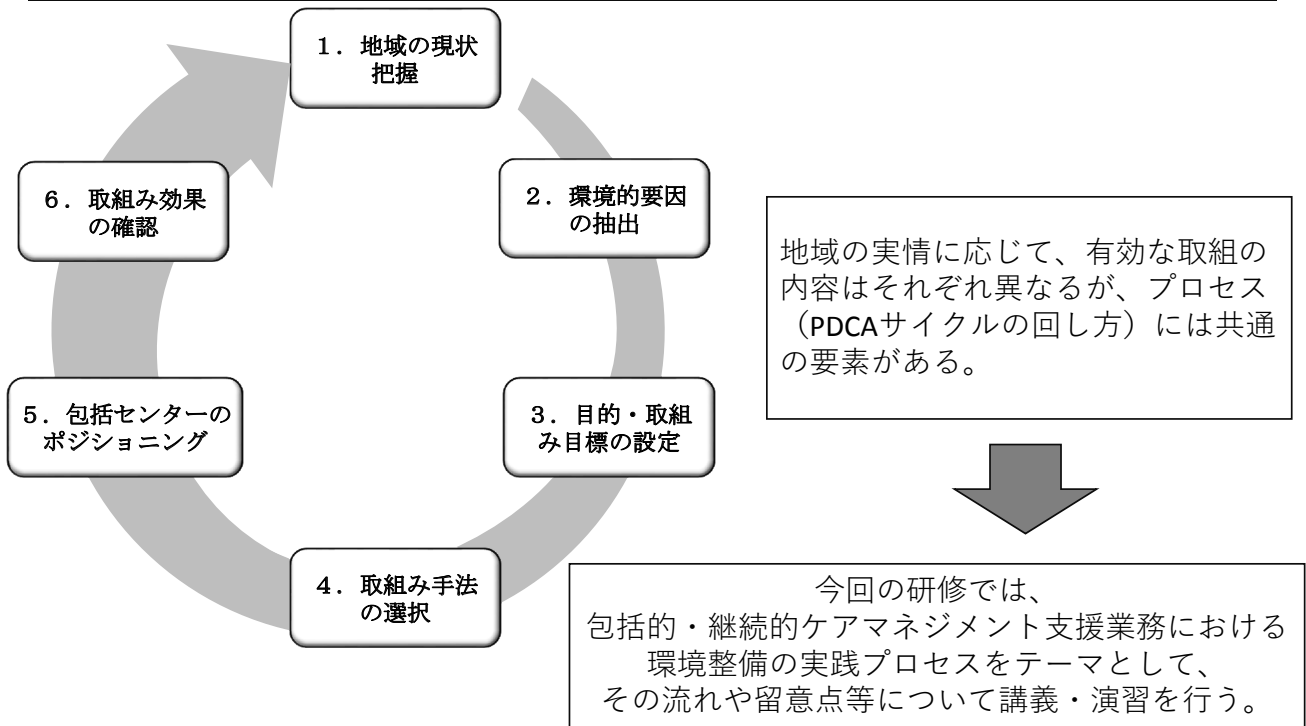 １．地域の現状
把握
２．環境的要因
の抽出
３．目的・取組
み目標の設定
４．取組み手法
の選択
５．包括センターの
ポジショニング
６．取組み効果
の確認
地域の実情に応じて、有効な取組の
内容はそれぞれ異なるが、プロセス
（PDCAサイクルの回し方）には共通
の要素がある。
今回の研修では、
包括的・継続的ケアマネジメント支援業務における
環境整備の実践プロセスをテーマとして、
その流れや留意点等について講義・演習を行う。